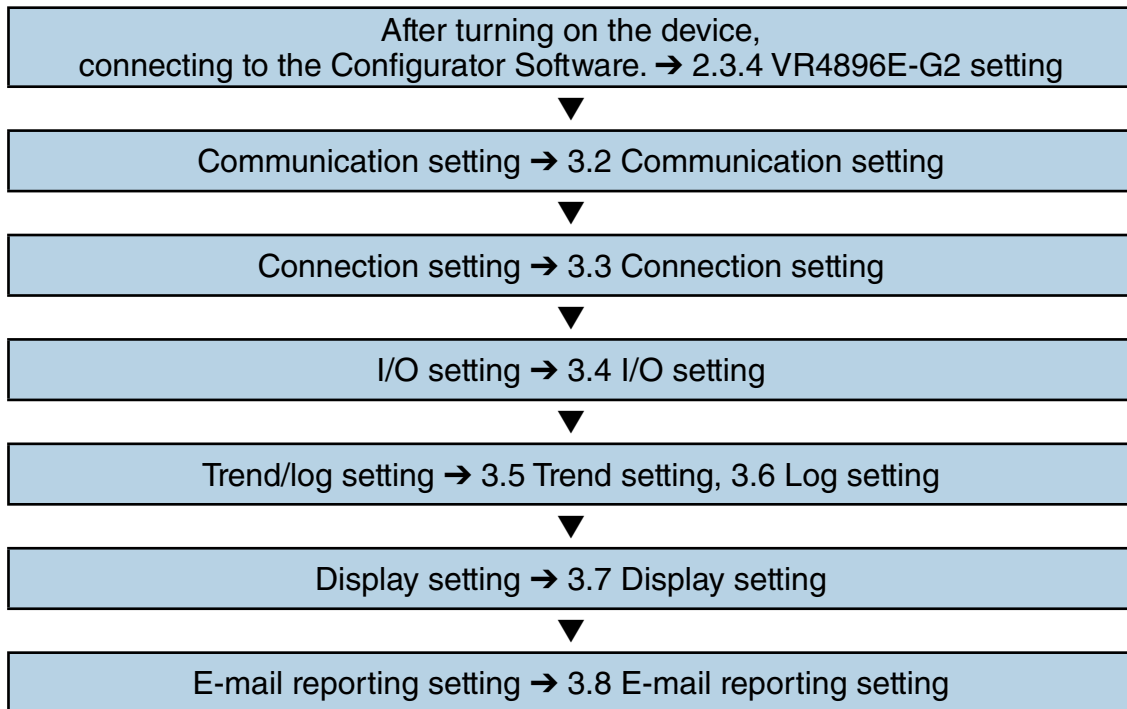 After turning on the device,
connecting to the Configurator Software. ➔ 2.3.4 VR4896E-G2 setting
▼
Communication setting ➔ 3.2 Communication setting
▼
Connection setting ➔ 3.3 Connection setting
▼
I/O setting ➔ 3.4 I/O setting
▼
Trend/log setting ➔ 3.5 Trend setting, 3.6 Log setting
▼
Display setting ➔ 3.7 Display setting
▼
E-mail reporting setting ➔ 3.8 E-mail reporting setting